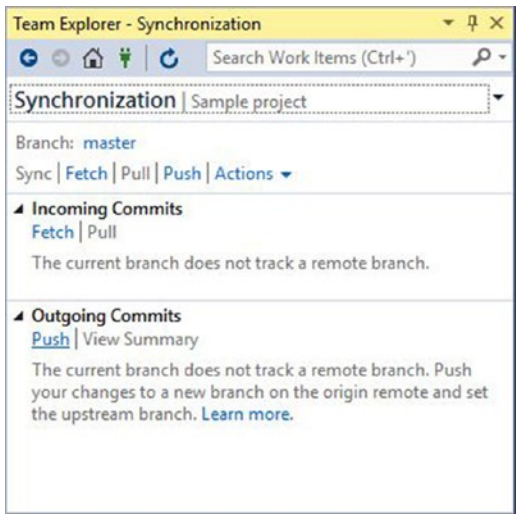 Team Explorer - Synchronization
Search Work Items (Ctrl+')
Synchronization | Sample project
Branch: master
Sync | Fetch | Pull | Push | Actions
Incoming Commits
Fetch | Pull
The current branch does not track a remote branch.
Outgoing Commits
Push | View Summary
The current branch does not track a remote branch. Push
your changes to a new branch on the origin remote and set
the upstream branch. Learn more.